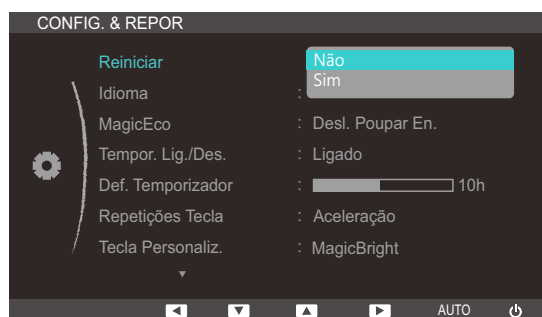 CONFIG. & REPOR
Reiniciar
Não
Sim
Idioma :
MagicEco : Desl. Poupar En.
Tempor. Lig./Des. : Ligado
Def. Temporizador : 10h
Repetições Tecla : Aceleração
Tecla Personaliz. : MagicBright
AUTO